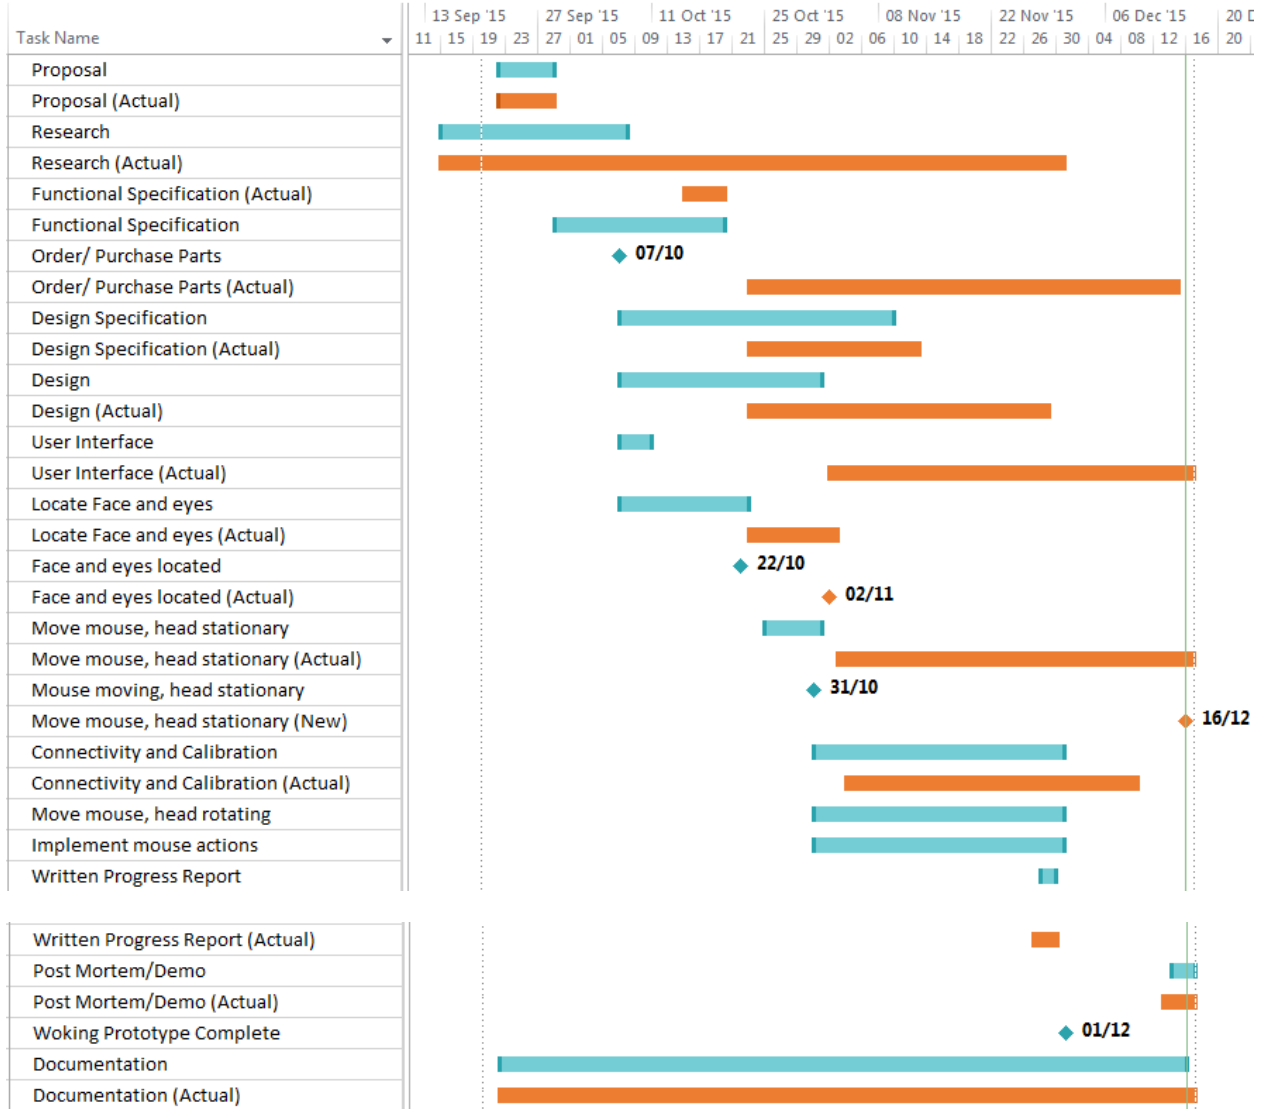 13 Sep '15 27 Sep '15 11 Oct '15 25 Oct '15 08 Nov '15 22 Nov '15 06 Dec '15 20 D
Task Name 11 15 19 23 27 01 05 09 13 17 21 25 29 02 06 10 14 18 22 26 30 04 08 12 16 20
Proposal
Proposal (Actual)
Research
Research (Actual)
Functional Specification (Actual)
Functional Specification
Order/ Purchase Parts 07/10
Order/ Purchase Parts (Actual)
Design Specification
Design Specification (Actual)
Design
Design (Actual)
User Interface
User Interface (Actual)
Locate Face and eyes
Locate Face and eyes (Actual)
Face and eyes located 22/10
Face and eyes located (Actual) 02/11
Move mouse, head stationary
Move mouse, head stationary (Actual)
Mouse moving, head stationary 31/10
Move mouse, head stationary (New) 16/12
Connectivity and Calibration
Connectivity and Calibration (Actual)
Move mouse, head rotating
Implement mouse actions
Written Progress Report
Written Progress Report (Actual)
Post Mortem/Demo
Post Mortem/Demo (Actual)
Woking Prototype Complete 01/12
Documentation
Documentation (Actual)